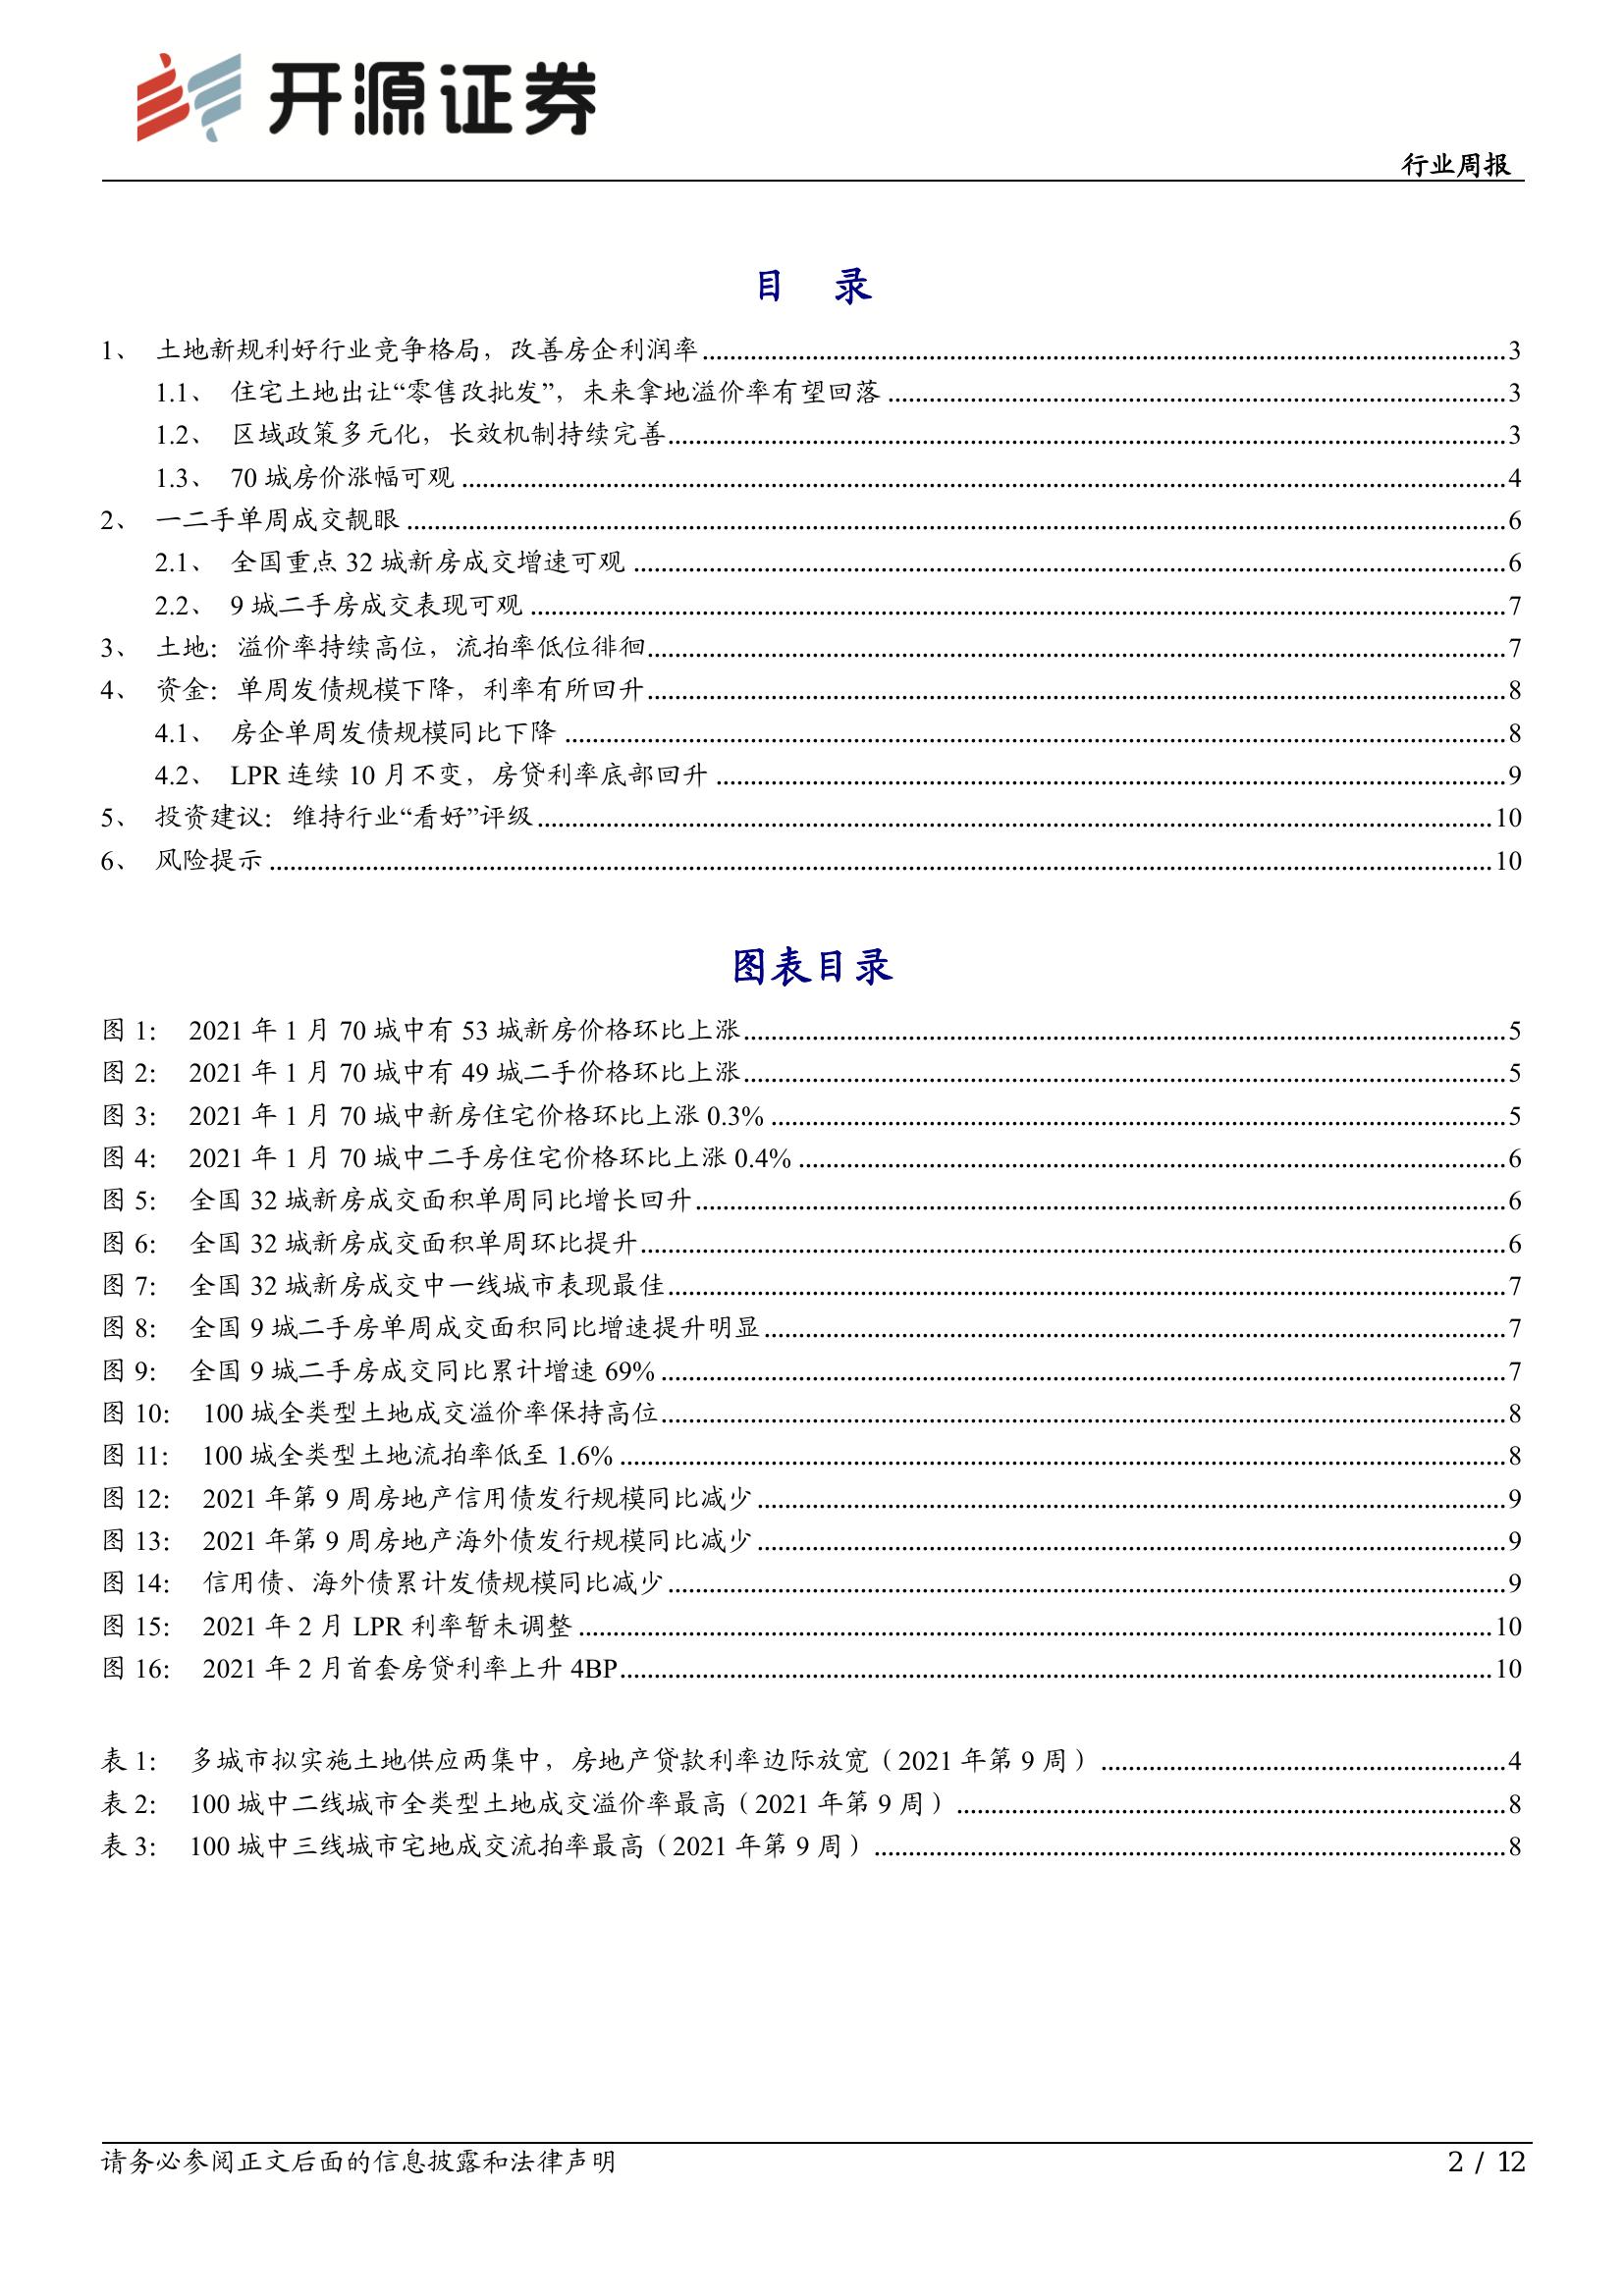 开源证券
行业周报
目 录
1、 土地新规利好行业竞争格局，改善房企利润率 3
1.1、 住宅土地出让“零售改批发”，未来拿地溢价率有望回落 3
1.2、 区域政策多元化，长效机制持续完善 3
1.3、 70 城房价涨幅可观 4
2、 一二手单周成交靓眼 6
2.1、 全国重点 32 城新房成交增速可观 6
2.2、 9 城二手房成交表现可观 7
3、 土地：溢价率持续高位，流拍率低位徘徊 7
4、 资金：单周发债规模下降，利率有所回升 8
4.1、 房企单周发债规模同比下降 8
4.2、 LPR 连续 10 月不变，房贷利率底部回升 9
5、 投资建议：维持行业“看好”评级 10
6、 风险提示 10
图表目录
图 1： 2021 年 1 月 70 城中有 53 城新房价格环比上涨 5
图 2： 2021 年 1 月 70 城中有 49 城二手价格环比上涨 5
图 3： 2021 年 1 月 70 城中新房住宅价格环比上涨 0.3% 5
图 4： 2021 年 1 月 70 城中二手房住宅价格环比上涨 0.4% 6
图 5： 全国 32 城新房成交面积单周同比增长回升 6
图 6： 全国 32 城新房成交面积单周环比提升 6
图 7： 全国 32 城新房成交中一线城市表现最佳 7
图 8： 全国 9 城二手房单周成交面积同比增速提升明显 7
图 9： 全国 9 城二手房成交同比累计增速 69% 7
图 10： 100 城全类型土地成交溢价率保持高位 8
图 11： 100 城全类型土地流拍率低至 1.6% 8
图 12： 2021 年第 9 周房地产信用债发行规模同比减少 9
图 13： 2021 年第 9 周房地产海外债发行规模同比减少 9
图 14： 信用债、海外债累计发债规模同比减少 9
图 15： 2021 年 2 月 LPR 利率暂未调整 10
图 16： 2021 年 2 月首套房贷利率上升 4BP 10
表 1： 多城市拟实施土地供应两集中，房地产贷款利率边际放宽（2021 年第 9 周） 4
表 2： 100 城中二线城市全类型土地成交溢价率最高（2021 年第 9 周） 8
表 3： 100 城中三线城市宅地成交流拍率最高（2021 年第 9 周） 8
请务必参阅正文后面的信息披露和法律声明 2 / 12